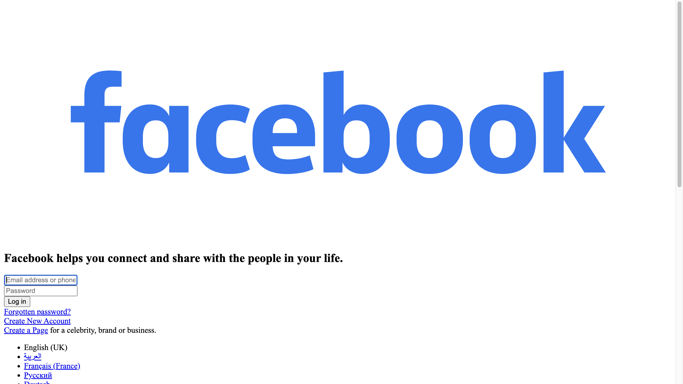 facebook
Facebook helps you connect and share with the people in your life.
Email address or phone
Password
Log in
Forgotten password?
Create New Account
Create a Page for a celebrity, brand or business.
English (UK)
العربية
Français (France)
Русский
Deutsch